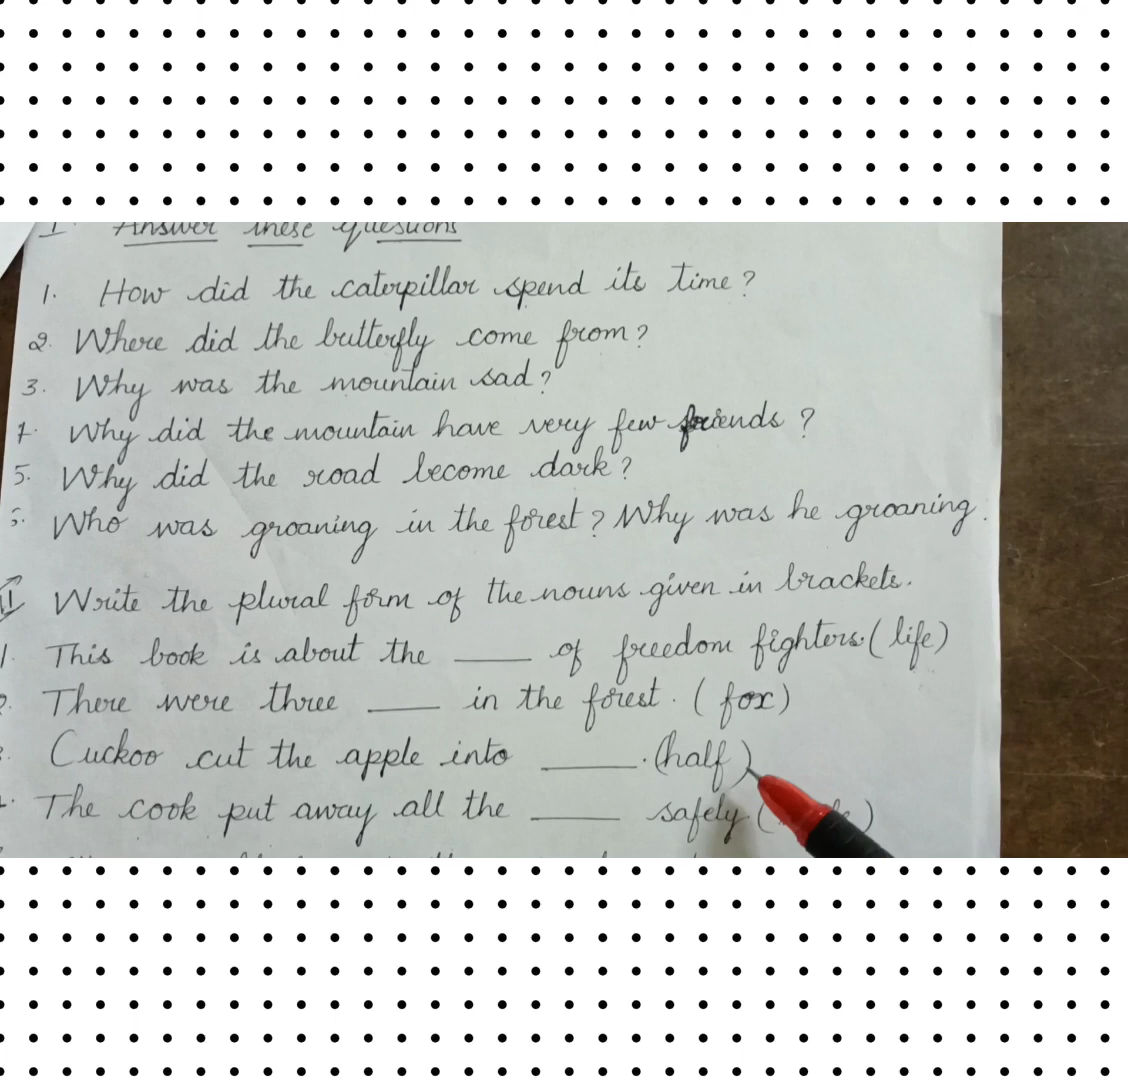 I. Answer these questions
1. How did the caterpillar spend its time?
2. Where did the butterfly come from?
3. Why was the mountain sad?
4. Why did the mountain have very few friends?
5. Why did the road become dark?
6. Who was groaning in the forest? Why was he groaning.
II Write the plural form of the nouns given in brackets.
1. This book is about the ____ of freedom fighters. (life)
2. There were three ____ in the forest. (fox)
3. Cuckoo cut the apple into ____. (half)
4. The cook put away all the ____ safely. (